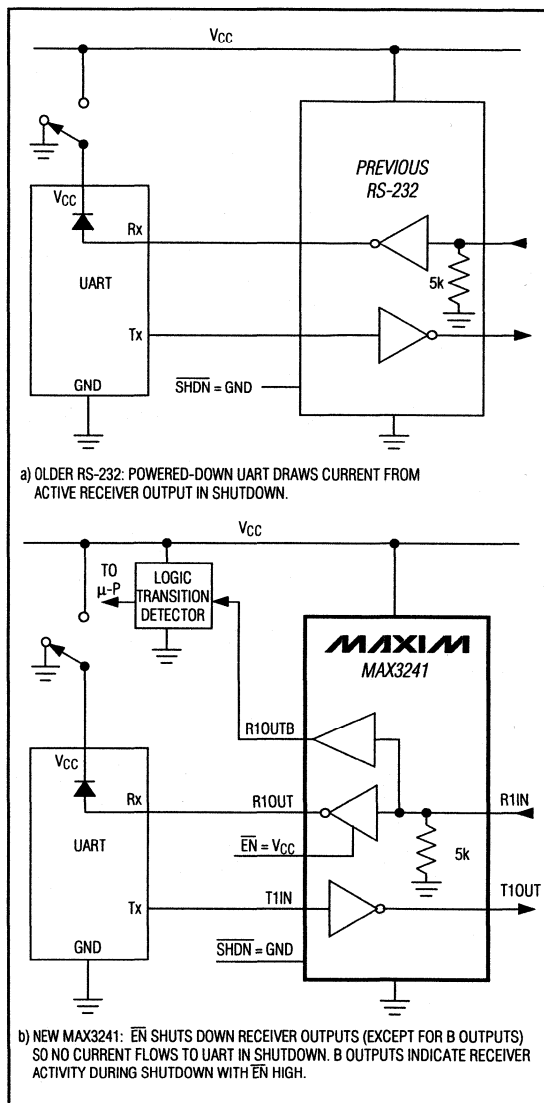 VCC
PREVIOUS
RS-232
VCC
Rx
UART
5k
Tx
GND
SHDN = GND
a) OLDER RS-232: POWERED-DOWN UART DRAWS CURRENT FROM
ACTIVE RECEIVER OUTPUT IN SHUTDOWN.
VCC
TO
μ-P
LOGIC
TRANSITION
DETECTOR
MAXIM
MAX3241
R1OUTB
VCC
Rx
R1OUT
R1IN
UART
EN = VCC
5k
Tx
T1IN
T1OUT
GND
SHDN = GND
b) NEW MAX3241: EN SHUTS DOWN RECEIVER OUTPUTS (EXCEPT FOR B OUTPUTS)
SO NO CURRENT FLOWS TO UART IN SHUTDOWN. B OUTPUTS INDICATE RECEIVER
ACTIVITY DURING SHUTDOWN WITH EN HIGH.